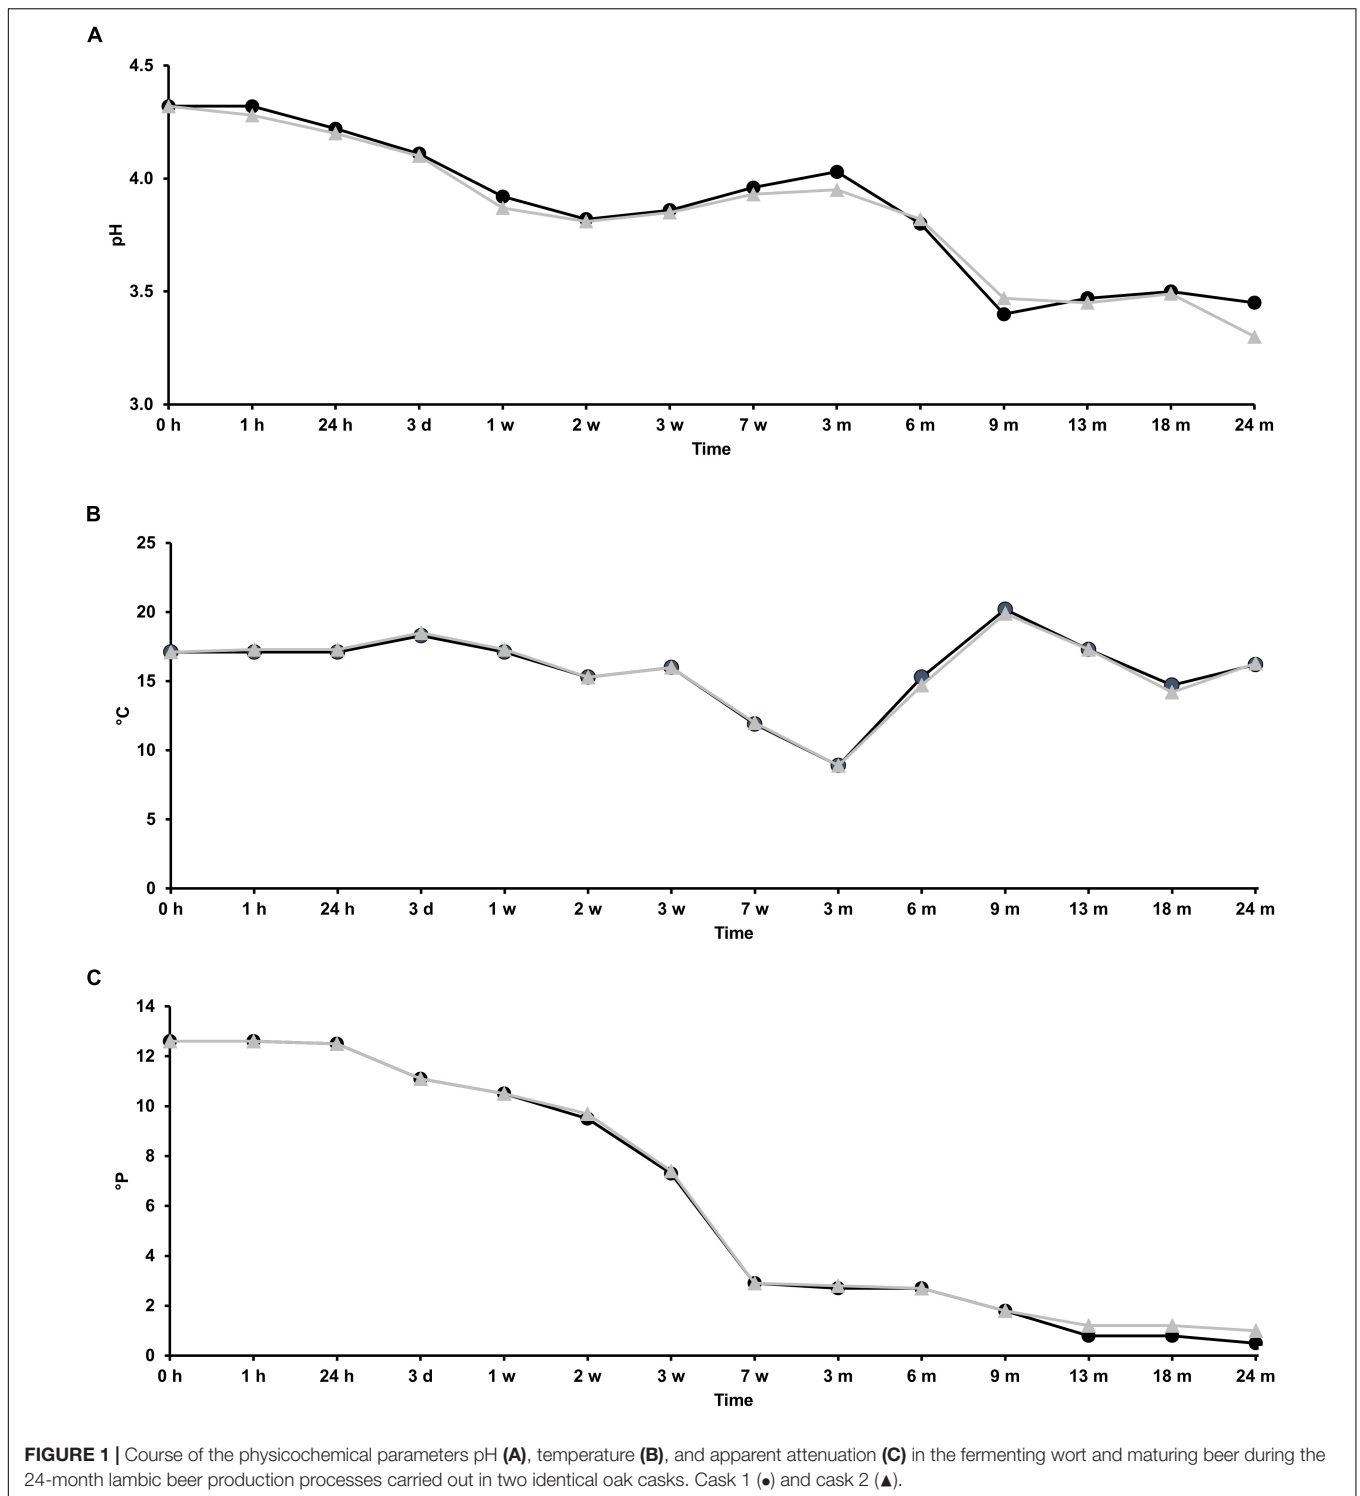 A
4.5
4.0
3.5
3.0
pH
0 h 1 h 24 h 3 d 1 w 2 w 3 w 7 w 3 m 6 m 9 m 13 m 18 m 24 m
Time
B
25
20
15
10
5
0
°C
0 h 1 h 24 h 3 d 1 w 2 w 3 w 7 w 3 m 6 m 9 m 13 m 18 m 24 m
Time
C
14
12
10
8
6
4
2
0
°P
0 h 1 h 24 h 3 d 1 w 2 w 3 w 7 w 3 m 6 m 9 m 13 m 18 m 24 m
Time
FIGURE 1 | Course of the physicochemical parameters pH (A), temperature (B), and apparent attenuation (C) in the fermenting wort and maturing beer during the
24-month lambic beer production processes carried out in two identical oak casks. Cask 1 (●) and cask 2 (▲).